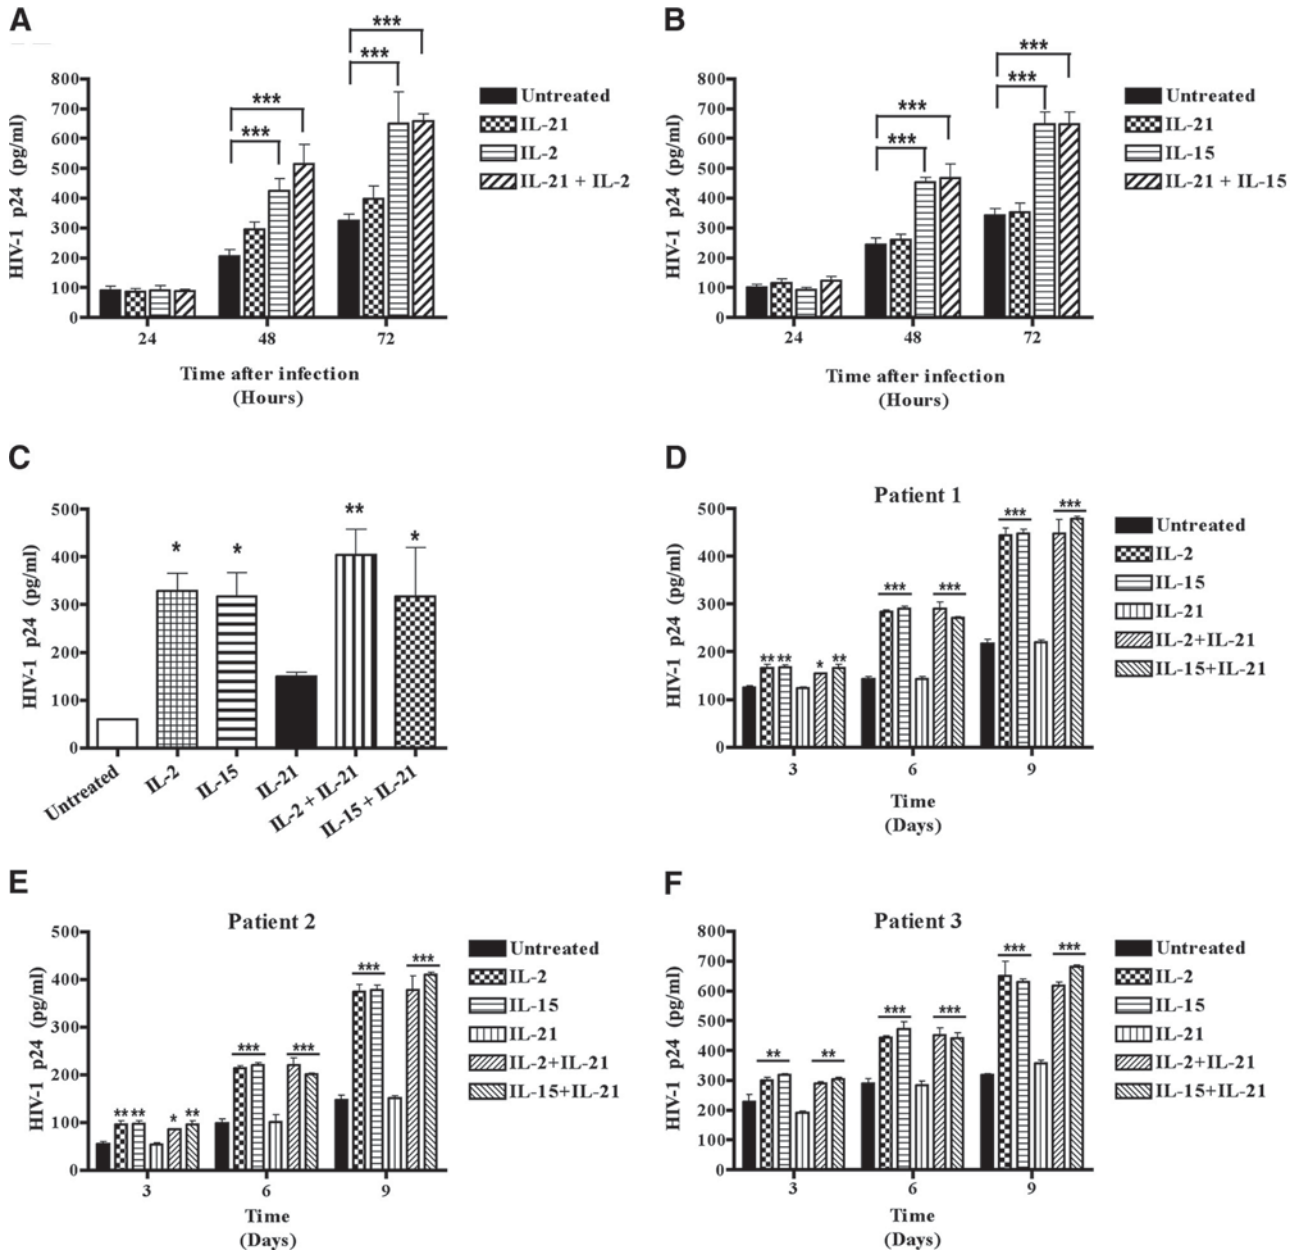 A
***
***
***
***
800
700
600
500
400
300
200
100
0
HIV-1 p24 (pg/ml)
24
48
72
Time after infection
(Hours)
Untreated
IL-21
IL-2
IL-21 + IL-2
B
***
***
***
***
800
700
600
500
400
300
200
100
0
HIV-1 p24 (pg/ml)
24
48
72
Time after infection
(Hours)
Untreated
IL-21
IL-15
IL-21 + IL-15
C
500
400
300
200
100
0
HIV-1 p24 (pg/ml)
*
*
**
*
Untreated
IL-2
IL-15
IL-21
IL-2 + IL-21
IL-15 + IL-21
D
Patient 1
500
400
300
200
100
0
HIV-1 p24 (pg/ml)
** ** * **
*** ***
*** ***
3
6
9
Time
(Days)
Untreated
IL-2
IL-15
IL-21
IL-2+IL-21
IL-15+IL-21
E
Patient 2
500
400
300
200
100
0
HIV-1 p24 (pg/ml)
** ** * **
*** ***
*** ***
3
6
9
Time
(Days)
Untreated
IL-2
IL-15
IL-21
IL-2+IL-21
IL-15+IL-21
F
Patient 3
800
700
600
500
400
300
200
100
0
HIV-1 p24 (pg/ml)
** **
*** ***
*** ***
3
6
9
Time
(Days)
Untreated
IL-2
IL-15
IL-21
IL-2+IL-21
IL-15+IL-21